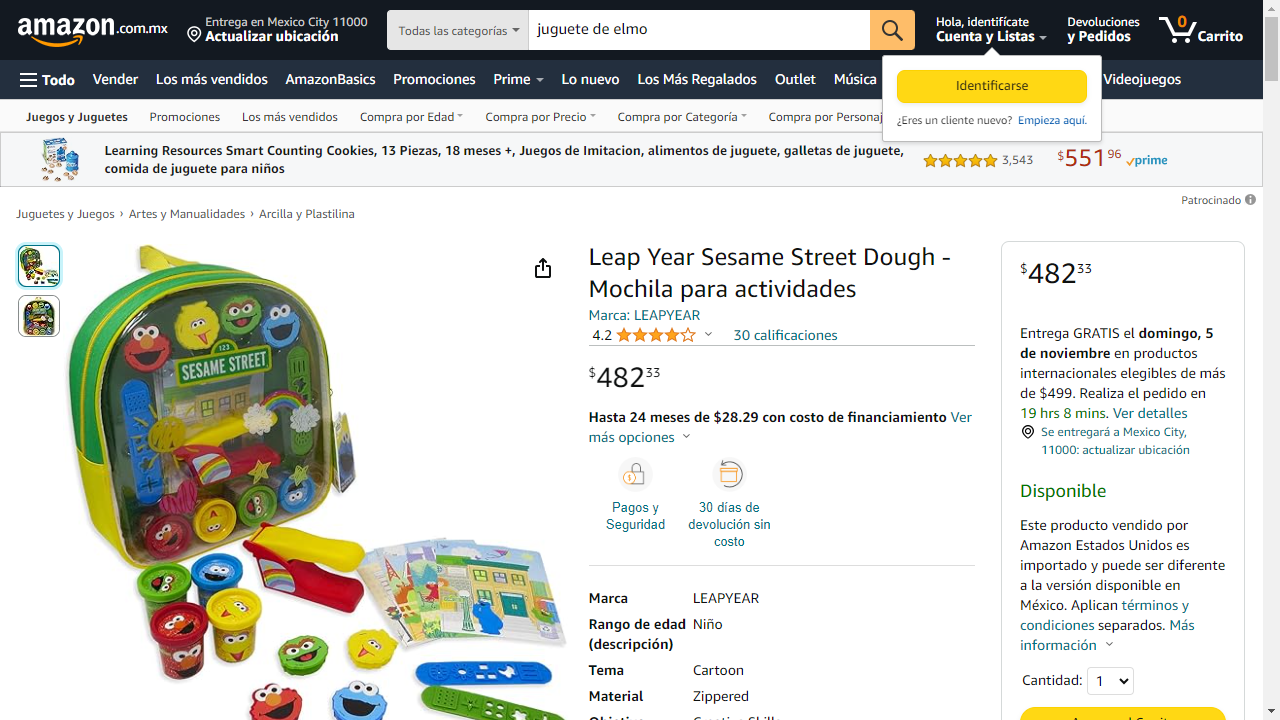 amazon.com.mx
Entrega en Mexico City 11000
Actualizar ubicación
Todas las categorías
juguete de elmo
Hola, identifícate
Cuenta y Listas
Devoluciones
y Pedidos
0
Carrito
Todo
Vender
Los más vendidos
AmazonBasics
Promociones
Prime
Lo nuevo
Los Más Regalados
Outlet
Música
Videojuegos
Identificarse
¿Eres un cliente nuevo? Empieza aquí.
Juegos y Juguetes
Promociones
Los más vendidos
Compra por Edad
Compra por Precio
Compra por Categoría
Compra por Personaj
Learning Resources Smart Counting Cookies, 13 Piezas, 18 meses +, Juegos de Imitacion, alimentos de juguete, galletas de juguete,
comida de juguete para niños
3,543
$551 96
prime
Patrocinado
Juguetes y Juegos › Artes y Manualidades › Arcilla y Plastilina
123
SESAME STREET
Leap Year Sesame Street Dough -
Mochila para actividades
Marca: LEAPYEAR
4.2
30 calificaciones
$482 33
Hasta 24 meses de $28.29 con costo de financiamiento Ver
más opciones
Pagos y
Seguridad
30 días de
devolución sin
costo
Marca LEAPYEAR
Rango de edad Niño
(descripción)
Tema Cartoon
Material Zippered
$482 33
Entrega GRATIS el domingo, 5
de noviembre en productos
internacionales elegibles de más
de $499. Realiza el pedido en
19 hrs 8 mins. Ver detalles
Se entregará a Mexico City,
11000: actualizar ubicación
Disponible
Este producto vendido por
Amazon Estados Unidos es
importado y puede ser diferente
a la versión disponible en
México. Aplican términos y
condiciones separados. Más
información
Cantidad: 1